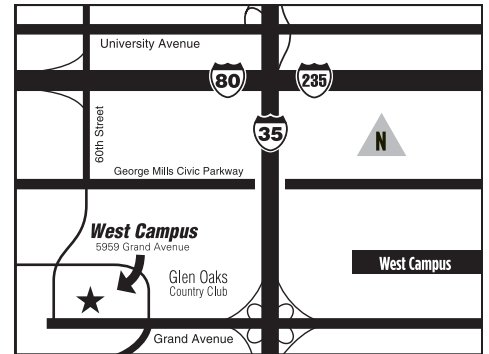 University Avenue
80
235
35
60th Street
N
George Mills Civic Parkway
West Campus
5959 Grand Avenue
West Campus
Glen Oaks
Country Club
Grand Avenue